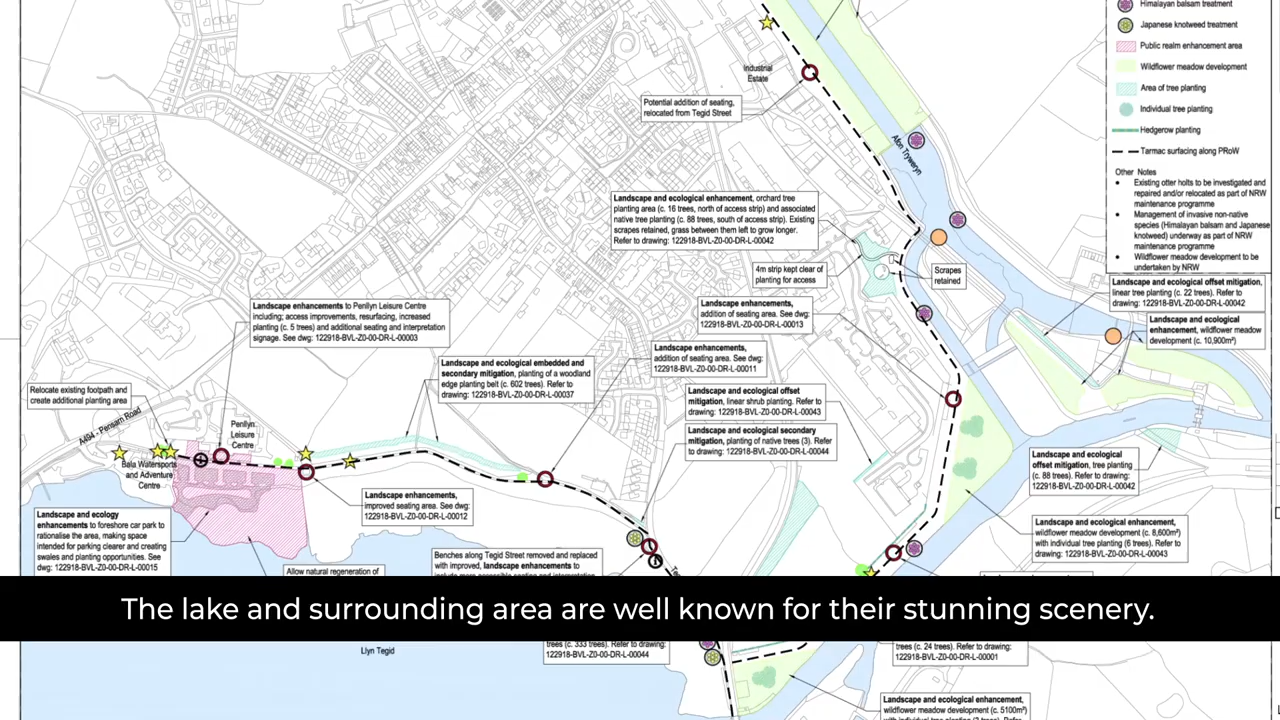 Himalayan balsam treatment
Japanese knotweed treatment
Public realm enhancement area
Wildflower meadow development
Area of tree planting
Individual tree planting
Hedgerow planting
Tarmac surfacing along PRoW
Other Notes
Existing otter holts to be investigated and
repaired and/or relocated as part of NRW
maintenance programme
Management of invasive non-native
species (Himalayan balsam and Japanese
knotweed) underway as part of NRW
maintenance programme
Wildflower meadow development to be
undertaken by NRW
Industrial
Estate
Potential addition of seating,
relocated from Tegid Street
Afon Tryweryn
Landscape and ecological enhancement, orchard tree
planting area (c. 16 trees, north of access strip) and associated
native tree planting (c. 88 trees, south of access strip). Existing
scrapes retained, grass between them left to grow longer.
Refer to drawing: 122918-BVL-Z0-00-DR-L-00042
4m strip kept clear of
planting for access
Scrapes
retained
Landscape and ecological offset mitigation,
linear tree planting (c. 22 trees). Refer to
drawing: 122918-BVL-Z0-00-DR-L-00042
Landscape and ecological
enhancement, wildflower meadow
development (c. 10,900m²)
Landscape enhancements to Penllyn Leisure Centre
including; access improvements, resurfacing, increased
planting (c. 5 trees) and additional seating and interpretation
signage. See dwg: 122918-BVL-Z0-00-DR-L-00003
Landscape enhancements,
addition of seating area. See dwg:
122918-BVL-Z0-00-DR-L-00013
Landscape enhancements,
addition of seating area. See dwg:
122918-BVL-Z0-00-DR-L-00011
Landscape and ecological embedded and
secondary mitigation, planting of a woodland
edge planting belt (c. 602 trees). Refer to
drawing: 122918-BVL-Z0-00-DR-L-00037
Landscape and ecological offset
mitigation, linear shrub planting. Refer to
drawing: 122918-BVL-Z0-00-DR-L-00043
Landscape and ecological secondary
mitigation, planting of native trees (3). Refer
to drawing: 122918-BVL-Z0-00-DR-L-00044
Relocate existing footpath and
create additional planting area
A494 - Pensarn Road
Penllyn
Leisure
Centre
Bala Watersports
and Adventure
Centre
Landscape and ecological
offset mitigation, tree planting
(c. 88 trees). Refer to drawing:
122918-BVL-Z0-00-DR-L-00042
Landscape enhancements,
improved seating area. See dwg:
122918-BVL-Z0-00-DR-L-00012
Landscape and ecology
enhancements to foreshore car park to
rationalise the area, making space
intended for parking clearer and creating
swales and planting opportunities. See
dwg: 122918-BVL-Z0-00-DR-L-00015
Landscape and ecological enhancement,
wildflower meadow development (c. 8,600m²)
with individual tree planting (6 trees). Refer to
drawing: 122918-BVL-Z0-00-DR-L-00043
Benches along Tegid Street removed and replaced
with improved, landscape enhancements to
Allow natural regeneration of
The lake and surrounding area are well known for their stunning scenery.
Llyn Tegid
trees (c. 333 trees). Refer to drawing:
122918-BVL-Z0-00-DR-L-00044
trees (c. 24 trees). Refer to drawing:
122918-BVL-Z0-00-DR-L-00001
Landscape and ecological enhancement,
wildflower meadow development (c. 5100m²)